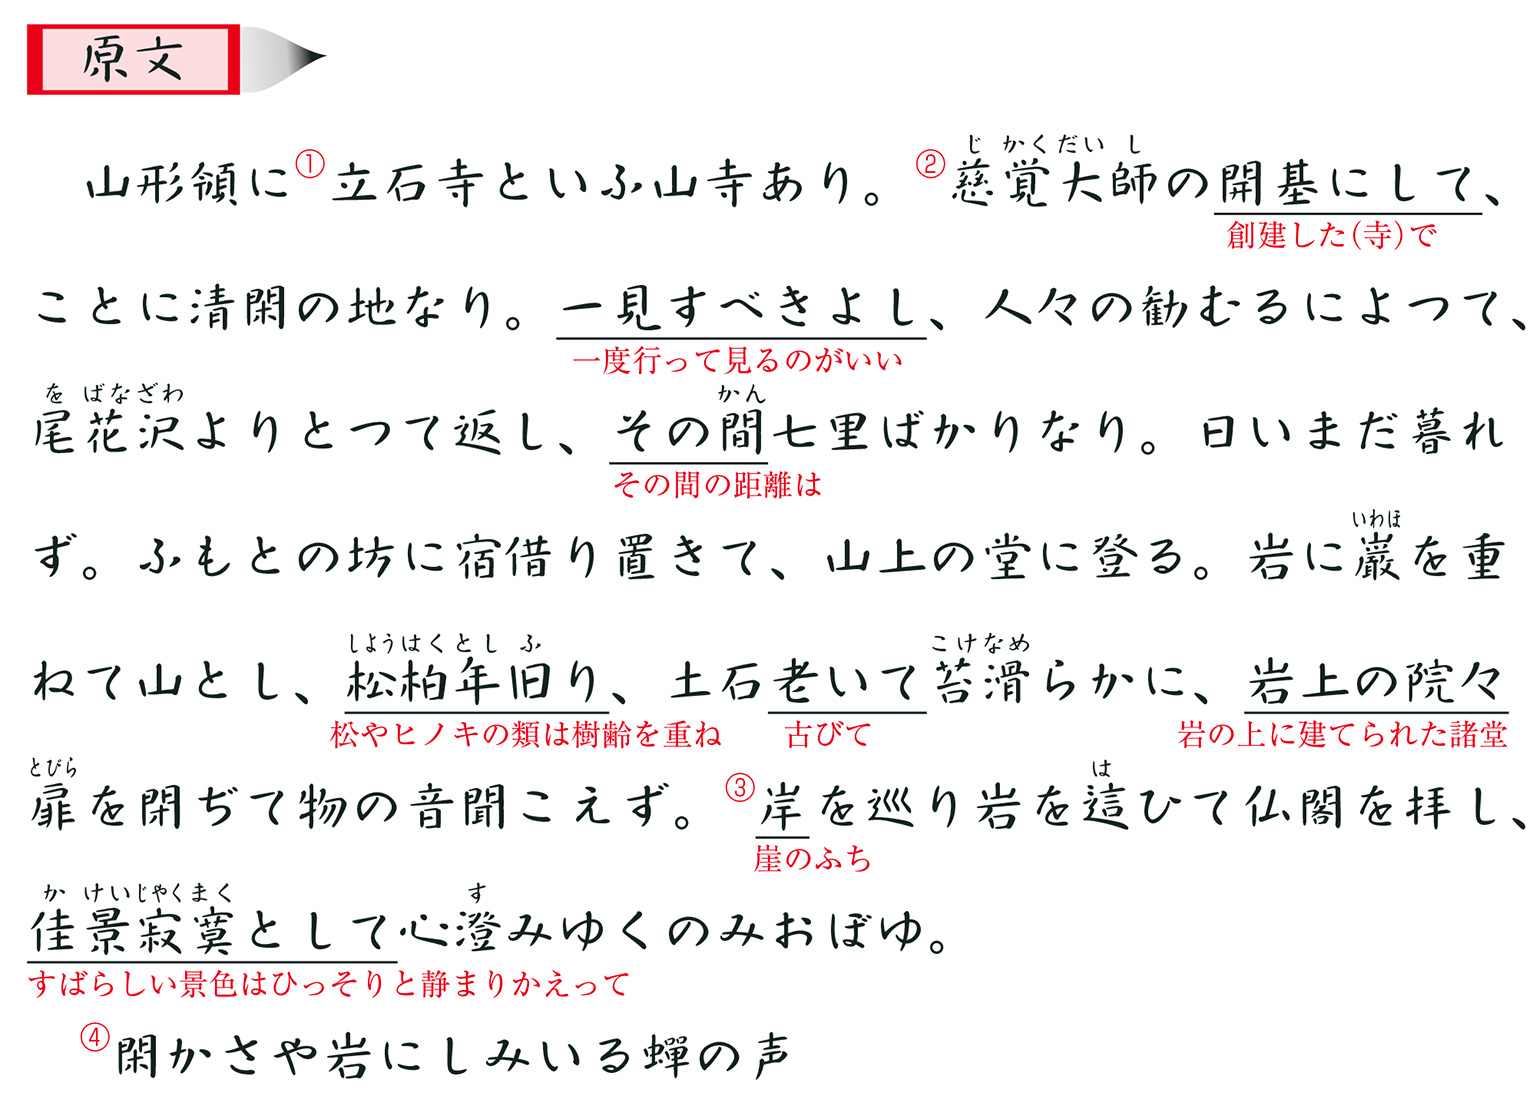 原文
じかくだいし
山形領に①立石寺といふ山寺あり。②慈覚大師の開基にして、
創建した(寺)で
ことに清閑の地なり。一見すべきよし、人々の勧むるによつて、
一度行って見るのがいい
をばなざわ かん
尾花沢よりとつて返し、その間七里ばかりなり。日いまだ暮れ
その間の距離は
いわほ
ず。ふもとの坊に宿借り置きて、山上の堂に登る。岩に巌を重
しようはくとしふ こけなめ
ねて山とし、松柏年旧り、土石老いて苔滑らかに、岩上の院々
松やヒノキの類は樹齢を重ね 古びて 岩の上に建てられた諸堂
とびら は
扉を閉ぢて物の音聞こえず。③岸を巡り岩を這ひて仏閣を拝し、
崖のふち
かけいじゃくまく す
佳景寂寞として心澄みゆくのみおぼゆ。
すばらしい景色はひっそりと静まりかえって
④閑かさや岩にしみいる蟬の声